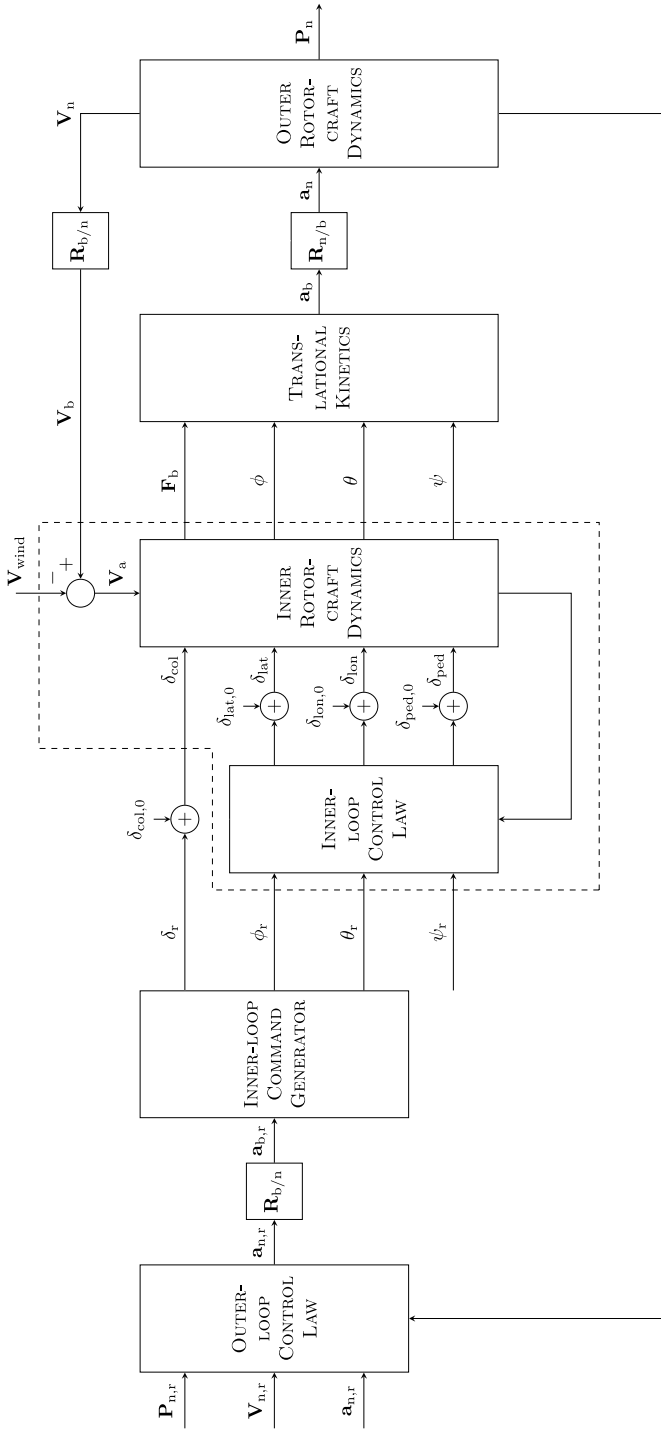 P_n,r
V_n,r
a_n,r
OUTER-
LOOP
CONTROL
LAW
a_n,r
R_b/n
a_b,r
INNER-LOOP
COMMAND
GENERATOR
δ_r
ϕ_r
θ_r
ψ_r
δ_col,0
+
INNER-
LOOP
CONTROL
LAW
δ_lat,0
+
δ_lon,0
+
δ_ped,0
+
δ_col
δ_lat
δ_lon
δ_ped
V_wind
−
+
V_a
INNER
ROTOR-
CRAFT
DYNAMICS
V_b
F_b
ϕ
θ
ψ
TRANS-
LATIONAL
KINETICS
a_b
R_b/n
R_n/b
V_n
a_n
OUTER
ROTOR-
CRAFT
DYNAMICS
P_n